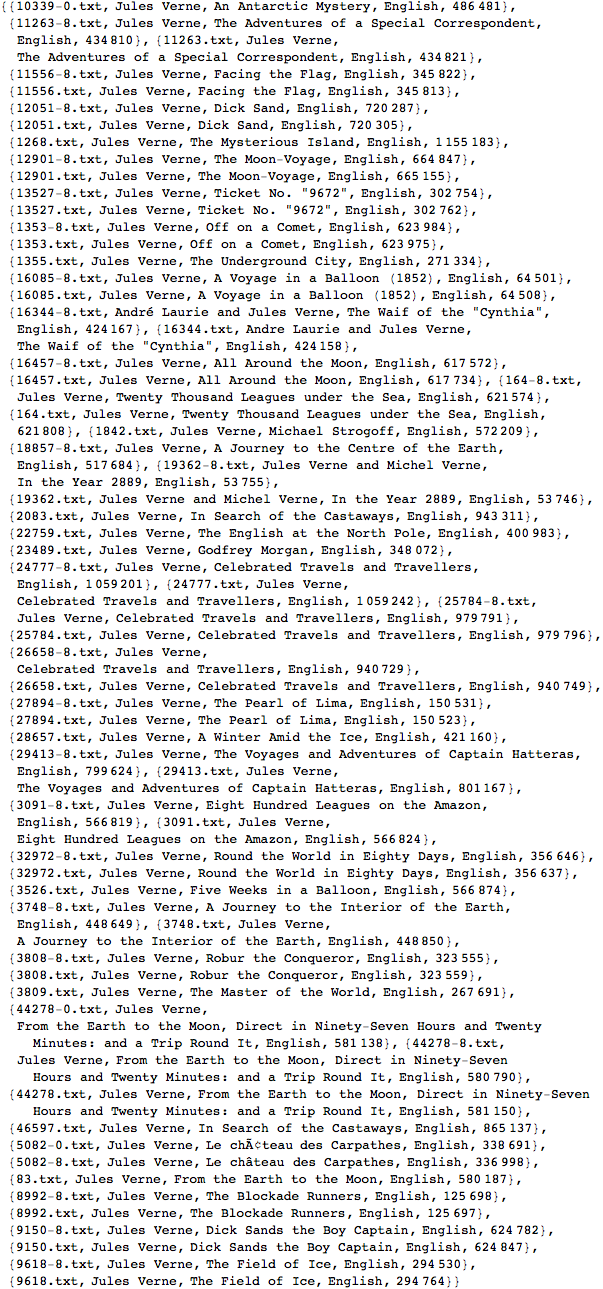 {{10339-0.txt, Jules Verne, An Antarctic Mystery, English, 486 481},
{11263-8.txt, Jules Verne, The Adventures of a Special Correspondent,
English, 434 810}, {11263.txt, Jules Verne,
The Adventures of a Special Correspondent, English, 434 821},
{11556-8.txt, Jules Verne, Facing the Flag, English, 345 822},
{11556.txt, Jules Verne, Facing the Flag, English, 345 813},
{12051-8.txt, Jules Verne, Dick Sand, English, 720 287},
{12051.txt, Jules Verne, Dick Sand, English, 720 305},
{1268.txt, Jules Verne, The Mysterious Island, English, 1 155 183},
{12901-8.txt, Jules Verne, The Moon-Voyage, English, 664 847},
{12901.txt, Jules Verne, The Moon-Voyage, English, 665 155},
{13527-8.txt, Jules Verne, Ticket No. "9672", English, 302 754},
{13527.txt, Jules Verne, Ticket No. "9672", English, 302 762},
{1353-8.txt, Jules Verne, Off on a Comet, English, 623 984},
{1353.txt, Jules Verne, Off on a Comet, English, 623 975},
{1355.txt, Jules Verne, The Underground City, English, 271 334},
{16085-8.txt, Jules Verne, A Voyage in a Balloon (1852), English, 64 501},
{16085.txt, Jules Verne, A Voyage in a Balloon (1852), English, 64 508},
{16344-8.txt, André Laurie and Jules Verne, The Waif of the "Cynthia",
English, 424 167}, {16344.txt, Andre Laurie and Jules Verne,
The Waif of the "Cynthia", English, 424 158},
{16457-8.txt, Jules Verne, All Around the Moon, English, 617 572},
{16457.txt, Jules Verne, All Around the Moon, English, 617 734}, {164-8.txt,
Jules Verne, Twenty Thousand Leagues under the Sea, English, 621 574},
{164.txt, Jules Verne, Twenty Thousand Leagues under the Sea, English,
621 808}, {1842.txt, Jules Verne, Michael Strogoff, English, 572 209},
{18857-8.txt, Jules Verne, A Journey to the Centre of the Earth,
English, 517 684}, {19362-8.txt, Jules Verne and Michel Verne,
In the Year 2889, English, 53 755},
{19362.txt, Jules Verne and Michel Verne, In the Year 2889, English, 53 746},
{2083.txt, Jules Verne, In Search of the Castaways, English, 943 311},
{22759.txt, Jules Verne, The English at the North Pole, English, 400 983},
{23489.txt, Jules Verne, Godfrey Morgan, English, 348 072},
{24777-8.txt, Jules Verne, Celebrated Travels and Travellers,
English, 1 059 201}, {24777.txt, Jules Verne,
Celebrated Travels and Travellers, English, 1 059 242}, {25784-8.txt,
Jules Verne, Celebrated Travels and Travellers, English, 979 791},
{25784.txt, Jules Verne, Celebrated Travels and Travellers, English, 979 796},
{26658-8.txt, Jules Verne,
Celebrated Travels and Travellers, English, 940 729},
{26658.txt, Jules Verne, Celebrated Travels and Travellers, English, 940 749},
{27894-8.txt, Jules Verne, The Pearl of Lima, English, 150 531},
{27894.txt, Jules Verne, The Pearl of Lima, English, 150 523},
{28657.txt, Jules Verne, A Winter Amid the Ice, English, 421 160},
{29413-8.txt, Jules Verne, The Voyages and Adventures of Captain Hatteras,
English, 799 624}, {29413.txt, Jules Verne,
The Voyages and Adventures of Captain Hatteras, English, 801 167},
{3091-8.txt, Jules Verne, Eight Hundred Leagues on the Amazon,
English, 566 819}, {3091.txt, Jules Verne,
Eight Hundred Leagues on the Amazon, English, 566 824},
{32972-8.txt, Jules Verne, Round the World in Eighty Days, English, 356 646},
{32972.txt, Jules Verne, Round the World in Eighty Days, English, 356 637},
{3526.txt, Jules Verne, Five Weeks in a Balloon, English, 566 874},
{3748-8.txt, Jules Verne, A Journey to the Interior of the Earth,
English, 448 649}, {3748.txt, Jules Verne,
A Journey to the Interior of the Earth, English, 448 850},
{3808-8.txt, Jules Verne, Robur the Conqueror, English, 323 555},
{3808.txt, Jules Verne, Robur the Conqueror, English, 323 559},
{3809.txt, Jules Verne, The Master of the World, English, 267 691},
{44278-0.txt, Jules Verne,
From the Earth to the Moon, Direct in Ninety-Seven Hours and Twenty
Minutes: and a Trip Round It, English, 581 138}, {44278-8.txt,
Jules Verne, From the Earth to the Moon, Direct in Ninety-Seven
Hours and Twenty Minutes: and a Trip Round It, English, 580 790},
{44278.txt, Jules Verne, From the Earth to the Moon, Direct in Ninety-Seven
Hours and Twenty Minutes: and a Trip Round It, English, 581 150},
{46597.txt, Jules Verne, In Search of the Castaways, English, 865 137},
{5082-0.txt, Jules Verne, Le chÃ¢teau des Carpathes, English, 338 691},
{5082-8.txt, Jules Verne, Le château des Carpathes, English, 336 998},
{83.txt, Jules Verne, From the Earth to the Moon, English, 580 187},
{8992-8.txt, Jules Verne, The Blockade Runners, English, 125 698},
{8992.txt, Jules Verne, The Blockade Runners, English, 125 697},
{9150-8.txt, Jules Verne, Dick Sands the Boy Captain, English, 624 782},
{9150.txt, Jules Verne, Dick Sands the Boy Captain, English, 624 847},
{9618-8.txt, Jules Verne, The Field of Ice, English, 294 530},
{9618.txt, Jules Verne, The Field of Ice, English, 294 764}}